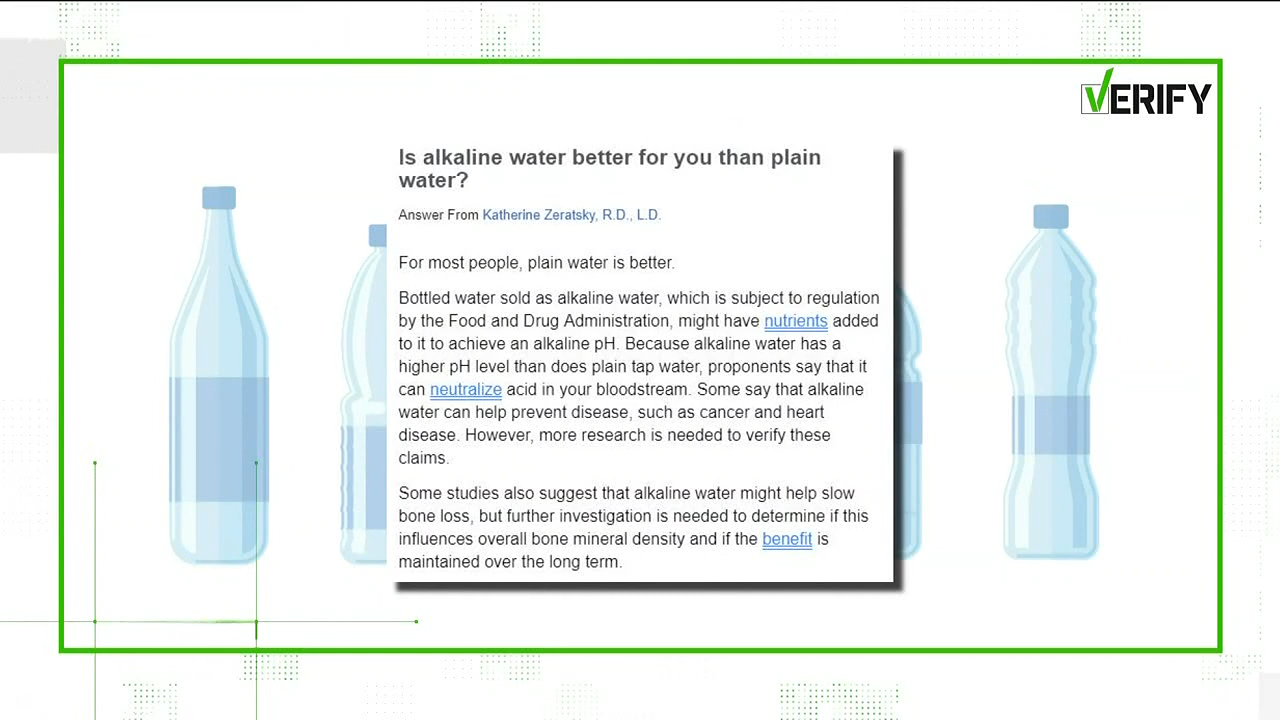 VERIFY
Is alkaline water better for you than plain
water?
Answer From Katherine Zeratsky, R.D., L.D.
For most people, plain water is better.
Bottled water sold as alkaline water, which is subject to regulation
by the Food and Drug Administration, might have nutrients added
to it to achieve an alkaline pH. Because alkaline water has a
higher pH level than does plain tap water, proponents say that it
can neutralize acid in your bloodstream. Some say that alkaline
water can help prevent disease, such as cancer and heart
disease. However, more research is needed to verify these
claims.
Some studies also suggest that alkaline water might help slow
bone loss, but further investigation is needed to determine if this
influences overall bone mineral density and if the benefit is
maintained over the long term.